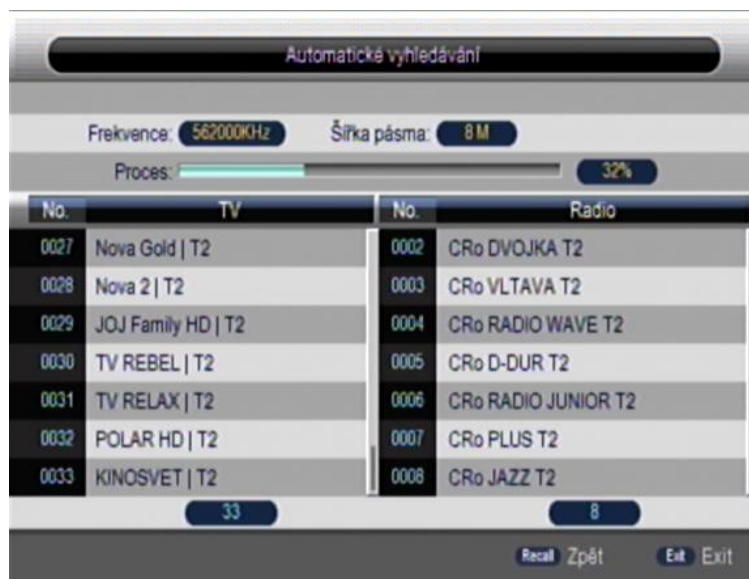 Automatické vyhledávání
Frekvence: 562000KHz Šířka pásma: 8 M
Proces: 32%
No. TV No. Radio
0027 Nova Gold | T2 0002 CRo DVOJKA T2
0028 Nova 2 | T2 0003 CRo VLTAVA T2
0029 JOJ Family HD | T2 0004 CRo RADIO WAVE T2
0030 TV REBEL | T2 0005 CRo D-DUR T2
0031 TV RELAX | T2 0006 CRo RADIO JUNIOR T2
0032 POLAR HD | T2 0007 CRo PLUS T2
0033 KINOSVET | T2 0008 CRo JAZZ T2
33 8
Recall Zpět Exit Exit